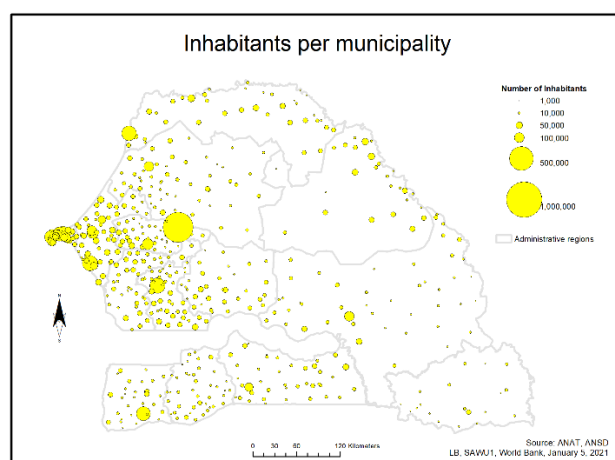 Inhabitants per municipality
Number of Inhabitants
1,000
10,000
50,000
100,000
500,000
1,000,000
Administrative regions
N
S
0 30 60 120 Kilometers
Source: ANAT, ANSD
LB, SAWU1, World Bank, January 5, 2021